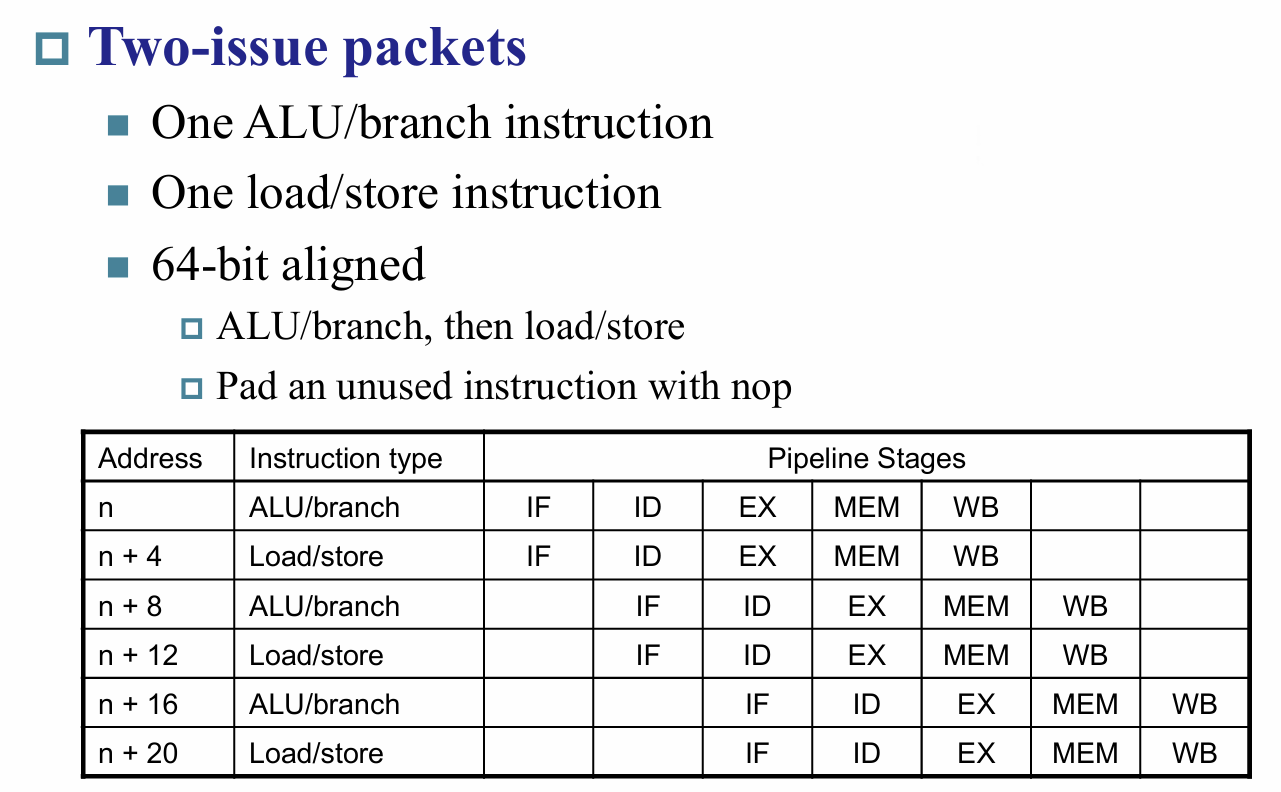 Two-issue packets
One ALU/branch instruction
One load/store instruction
64-bit aligned
ALU/branch, then load/store
Pad an unused instruction with nop
Address Instruction type Pipeline Stages
n ALU/branch IF ID EX MEM WB
n + 4 Load/store IF ID EX MEM WB
n + 8 ALU/branch IF ID EX MEM WB
n + 12 Load/store IF ID EX MEM WB
n + 16 ALU/branch IF ID EX MEM WB
n + 20 Load/store IF ID EX MEM WB